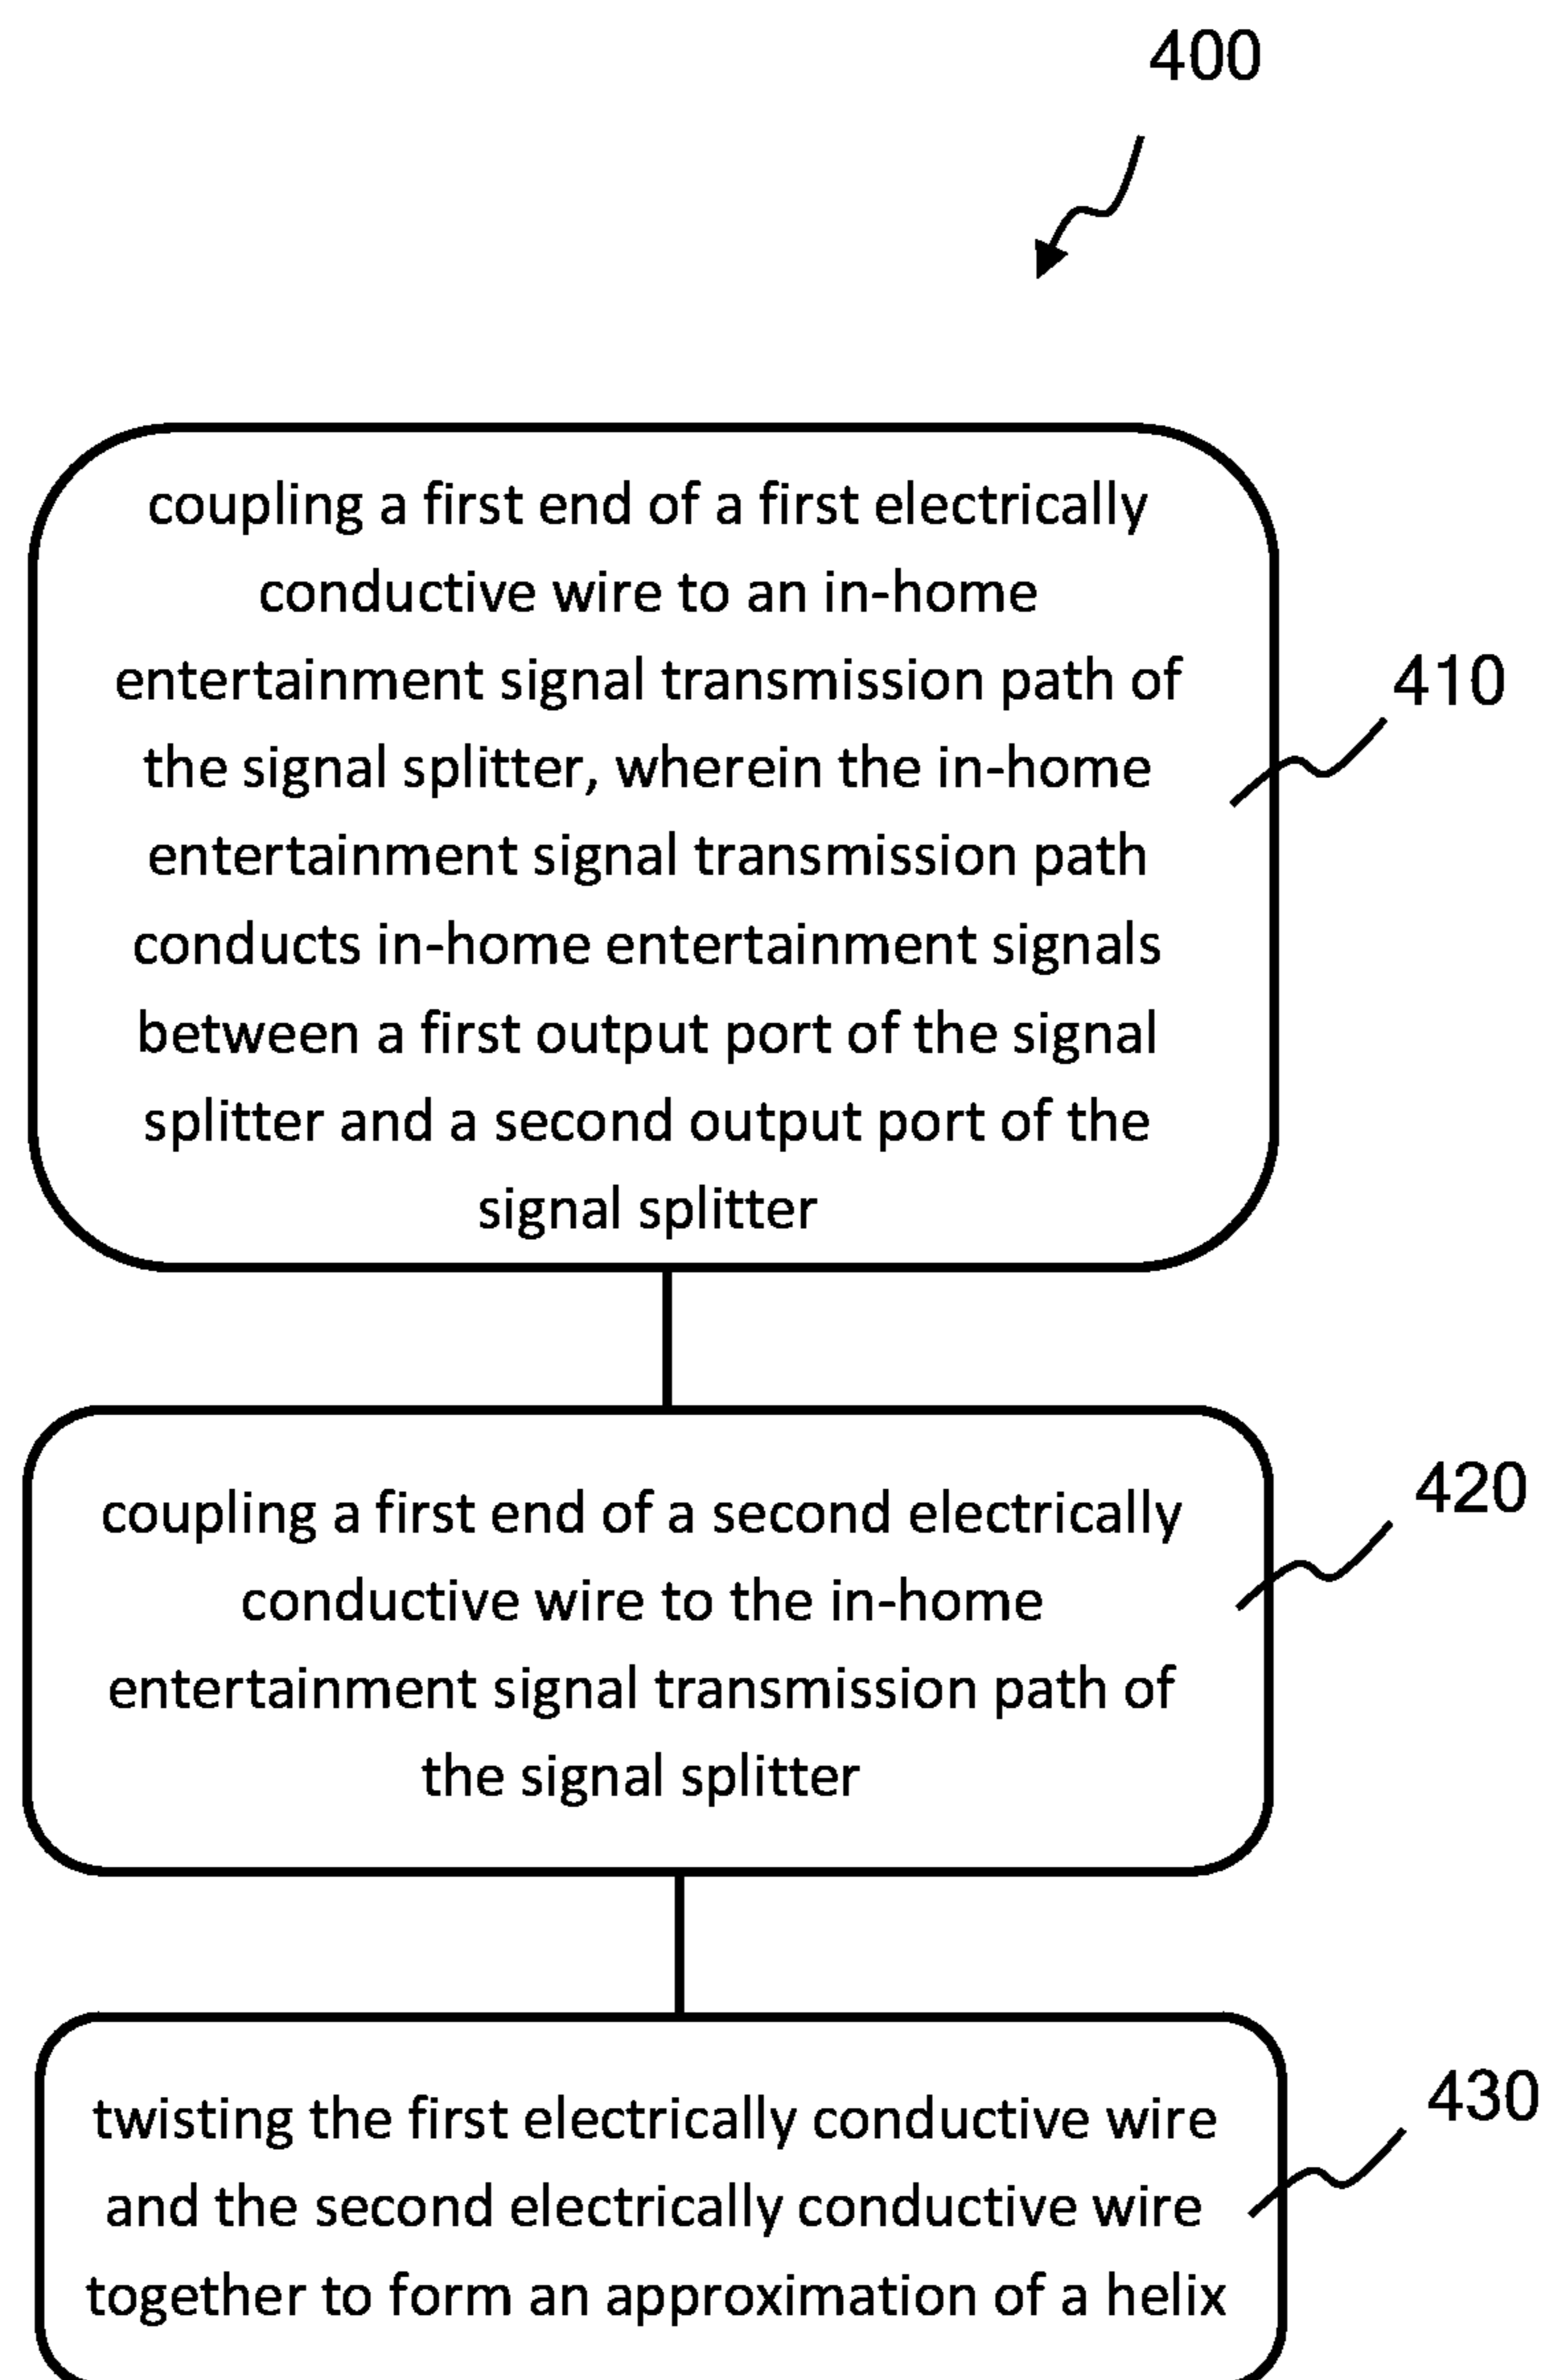 400
coupling a first end of a first electrically
conductive wire to an in-home
entertainment signal transmission path of
the signal splitter, wherein the in-home
entertainment signal transmission path
conducts in-home entertainment signals
between a first output port of the signal
splitter and a second output port of the
signal splitter
410
coupling a first end of a second electrically
conductive wire to the in-home
entertainment signal transmission path of
the signal splitter
420
twisting the first electrically conductive wire
and the second electrically conductive wire
together to form an approximation of a helix
430